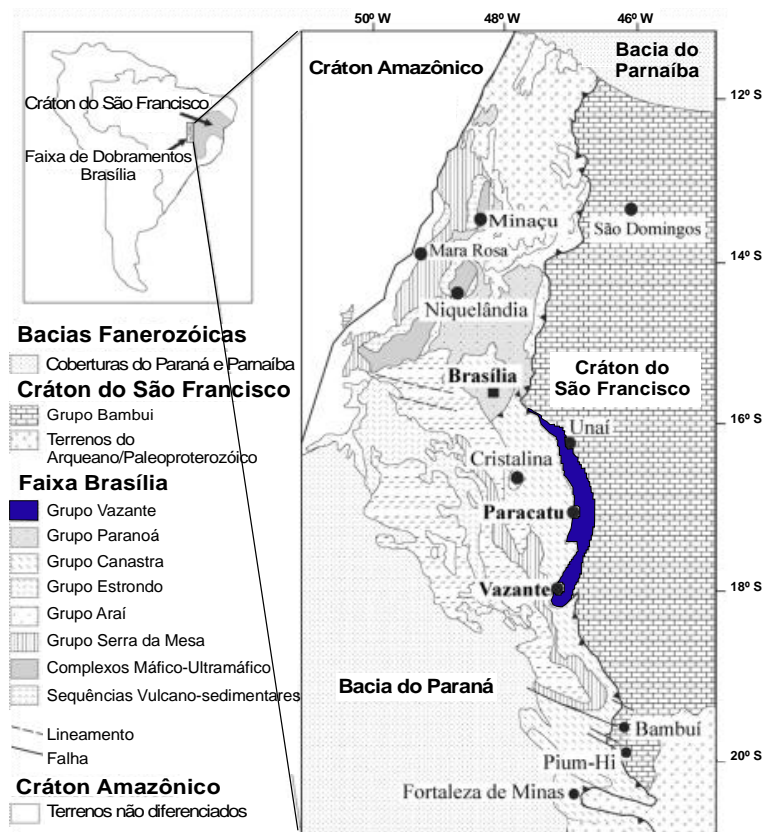 50°W
48°W
46°W
Cráton Amazônico
Bacia do
Parnaíba
12º S
Cráton do São Francisco
Faixa de Dobramentos
Brasília
Minaçu
São Domingos
Mara Rosa
14º S
Niquelândia
Brasília
Cráton do
São Francisco
16º S
Unaí
Cristalina
Paracatu
Vazante
18º S
Bacia do Paraná
Bambuí
Pium-Hi
20º S
Fortaleza de Minas
Bacias Fanerozóicas
Coberturas do Paraná e Parnaíba
Cráton do São Francisco
Grupo Bambui
Terrenos do
Arqueano/Paleoproterozóico
Faixa Brasília
Grupo Vazante
Grupo Paranoá
Grupo Canastra
Grupo Estrondo
Grupo Araí
Grupo Serra da Mesa
Complexos Máfico-Ultramáfico
Sequências Vulcano-sedimentares
Lineamento
Falha
Cráton Amazônico
Terrenos não diferenciados